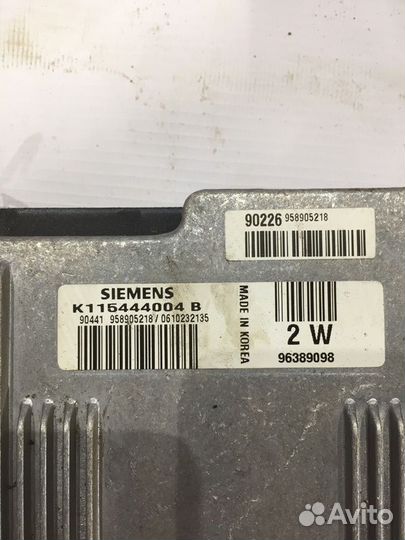 90226 958905218
SIEMENS
K115444004 B
90441 958905218/0610232135
MADE IN KOREA
2 W
96389098
Avito